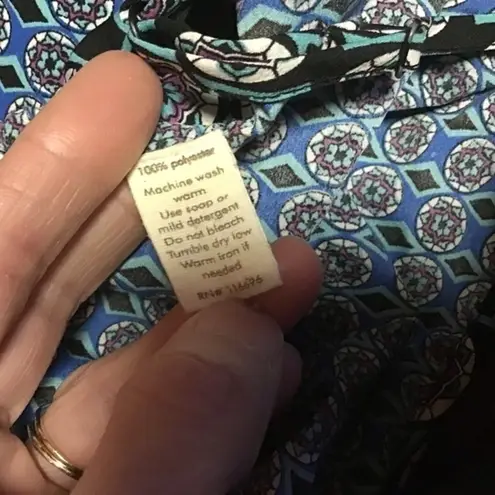 100% polyester
Machine wash
warm
Use soap or
mild detergent
Do not bleach
Tumble dry low
Warm iron if
needed
RN# 116696